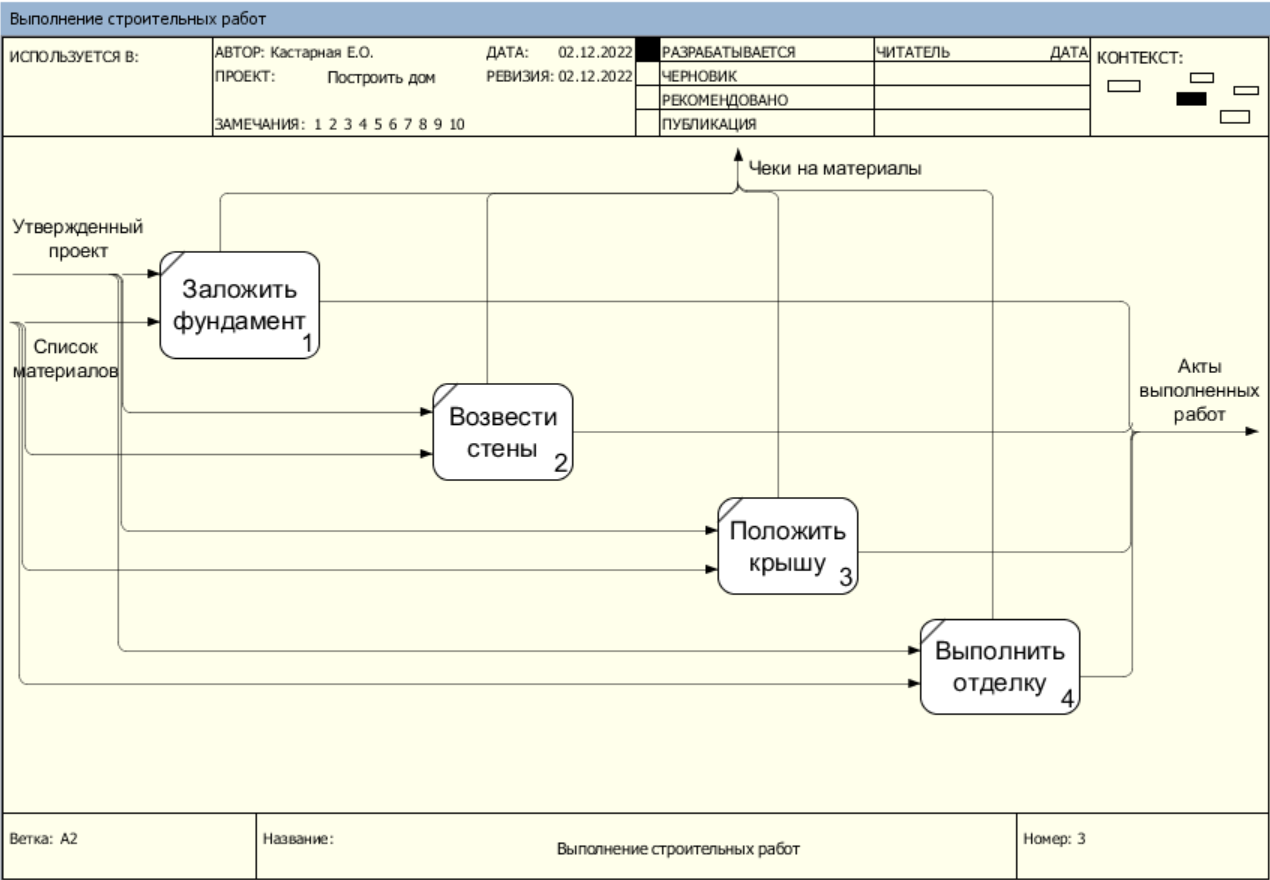 Выполнение строительных работ
ИСПОЛЬЗУЕТСЯ В:
АВТОР: Кастарная Е.О.
ДАТА: 02.12.2022
ПРОЕКТ: Построить дом
РЕВИЗИЯ: 02.12.2022
ЗАМЕЧАНИЯ: 1 2 3 4 5 6 7 8 9 10
РАЗРАБАТЫВАЕТСЯ
ЧЕРНОВИК
РЕКОМЕНДОВАНО
ПУБЛИКАЦИЯ
ЧИТАТЕЛЬ ДАТА
КОНТЕКСТ:
Чеки на материалы
Утвержденный
проект
Заложить
фундамент
1
Список
материалов
Возвести
стены
2
Акты
выполненных
работ
Положить
крышу
3
Выполнить
отделку
4
Ветка: A2
Название:
Выполнение строительных работ
Номер: 3